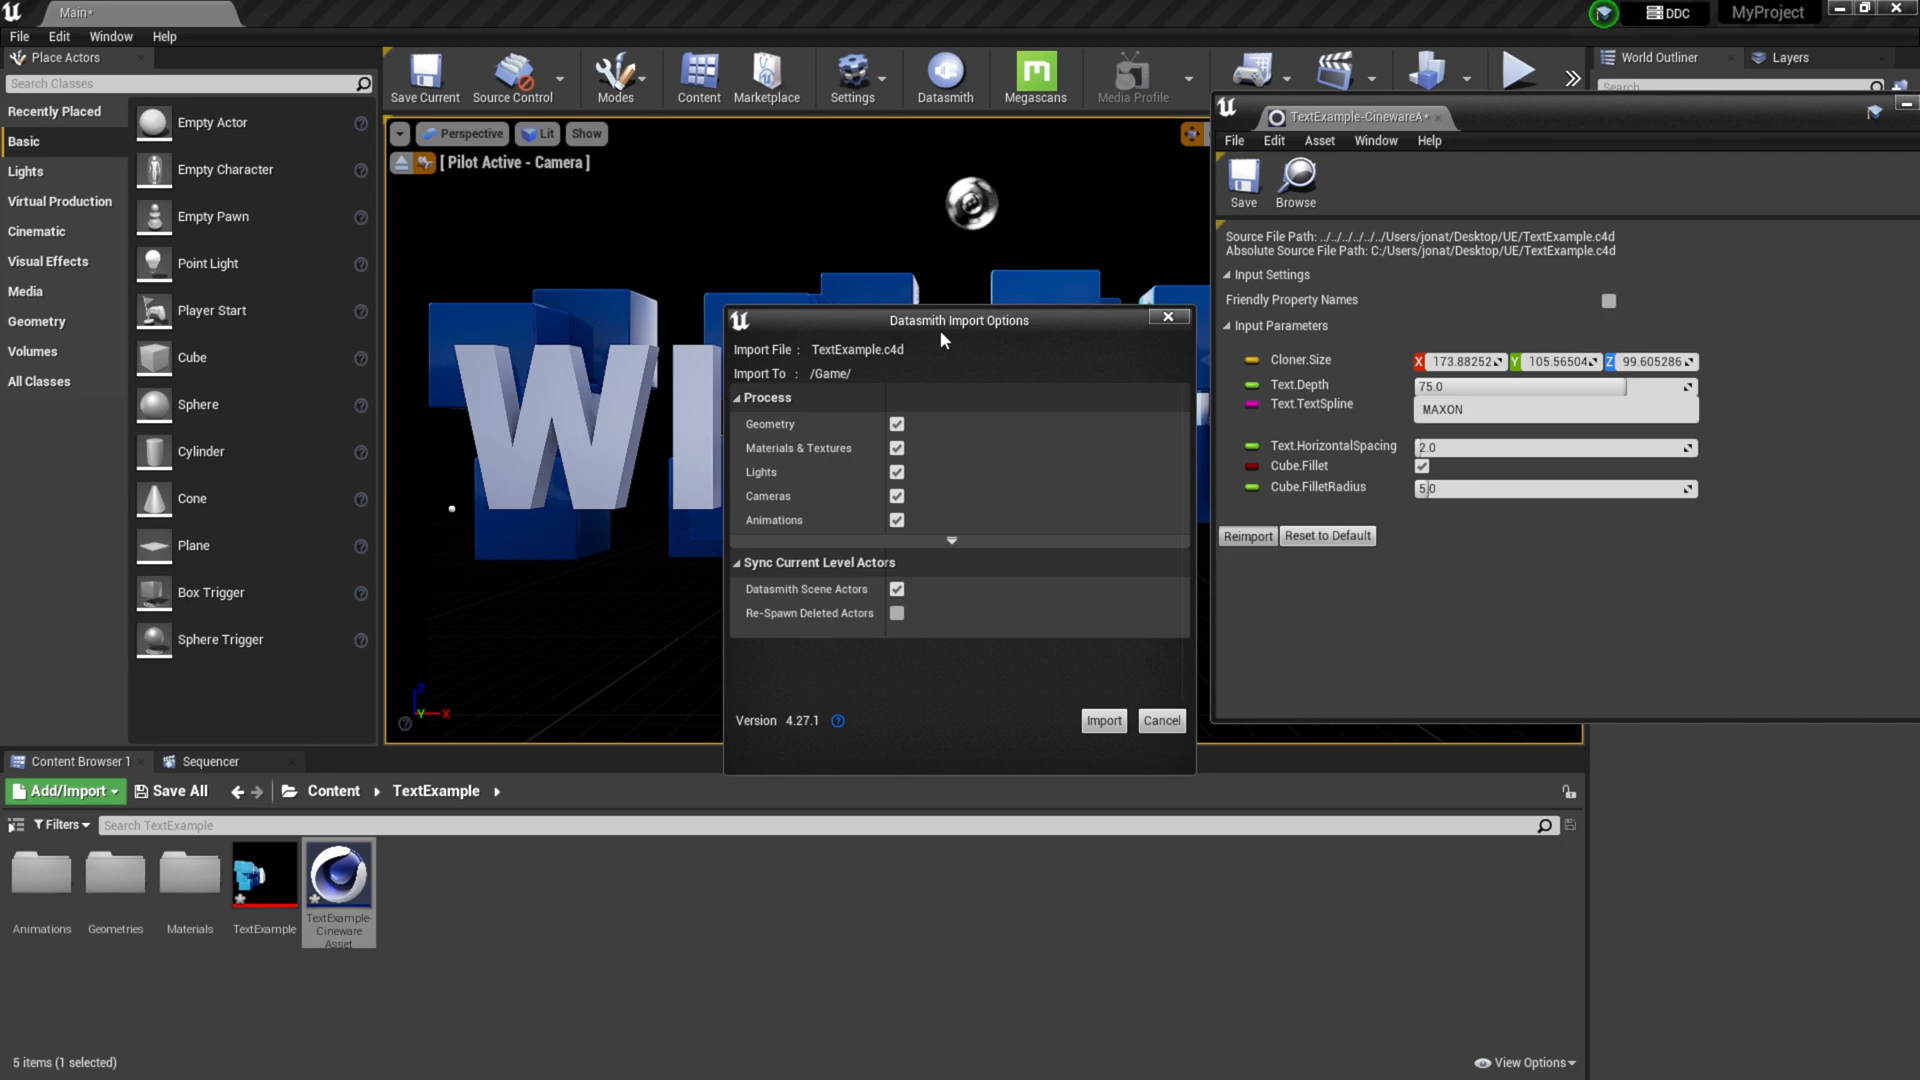 Main*
DDC
MyProject
File Edit Window Help
Place Actors
Search Classes
Recently Placed
Basic
Lights
Virtual Production
Cinematic
Visual Effects
Media
Geometry
Volumes
All Classes
Empty Actor
Empty Character
Empty Pawn
Point Light
Player Start
Cube
Sphere
Cylinder
Cone
Plane
Box Trigger
Sphere Trigger
Save Current
Source Control
Modes
Content
Marketplace
Settings
Datasmith
Megascans
Media Profile
Perspective
Lit
Show
[ Pilot Active - Camera ]
WI
Z
Y X
World Outliner
Layers
Search
Datasmith Import Options
Import File : TextExample.c4d
Import To : /Game/
Process
Geometry
Materials & Textures
Lights
Cameras
Animations
Sync Current Level Actors
Datasmith Scene Actors
Re-Spawn Deleted Actors
Version 4.27.1
Import
Cancel
TextExample-CinewareA*
File Edit Asset Window Help
Save
Browse
Source File Path: ../../../../../../Users/jonat/Desktop/UE/TextExample.c4d
Absolute Source File Path: C:/Users/jonat/Desktop/UE/TextExample.c4d
Input Settings
Friendly Property Names
Input Parameters
Cloner.Size X 173.88252 Y 105.56504 Z 99.605286
Text.Depth 75.0
Text.TextSpline MAXON
Text.HorizontalSpacing 2.0
Cube.Fillet
Cube.FilletRadius 5.0
Reimport
Reset to Default
Content Browser 1
Sequencer
Add/Import
Save All
Content
TextExample
Filters
Search TextExample
Animations
Geometries
Materials
TextExample
TextExample-
Cineware
Asset
5 items (1 selected)
View Options